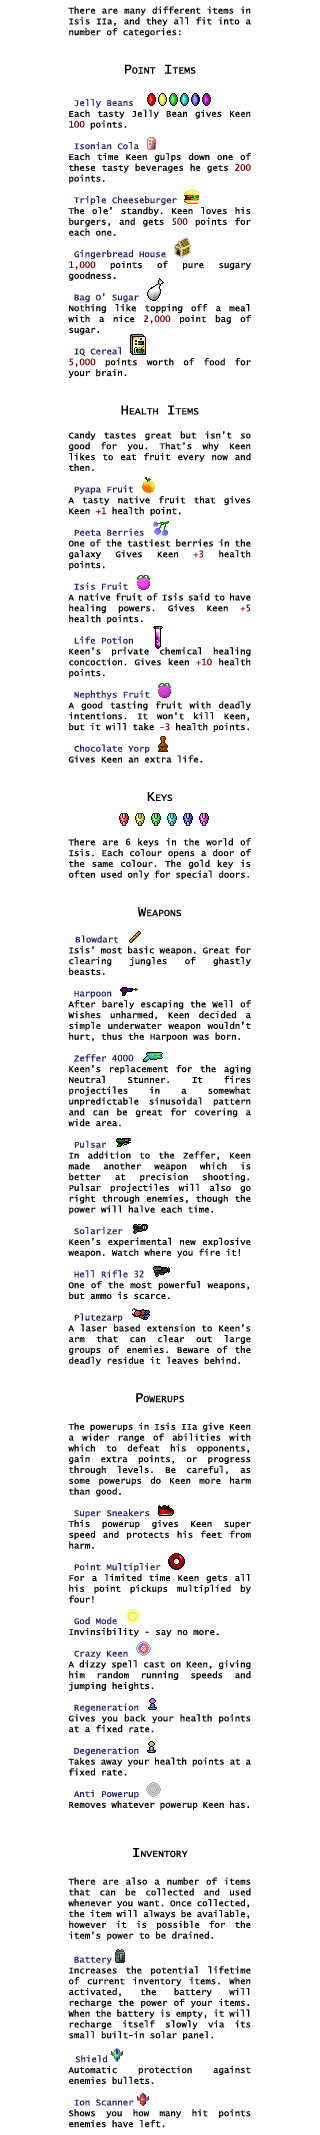 There are many different items in
Isis IIa, and they all fit into a
number of categories:
Point Items
Jelly Beans
Each tasty Jelly Bean gives Keen
100 points.
Isonian Cola
Each time Keen gulps down one of
these tasty beverages he gets 200
points.
Triple Cheeseburger
The ole' standby. Keen loves his
burgers, and gets 500 points for
each one.
Gingerbread House
1,000 points of pure sugary
goodness.
Bag O' Sugar
Nothing like topping off a meal
with a nice 2,000 point bag of
sugar.
IQ Cereal
5,000 points worth of food for
your brain.
Health Items
Candy tastes great but isn't so
good for you. That's why Keen
likes to eat fruit every now and
then.
Pyapa Fruit
A tasty native fruit that gives
Keen +1 health point.
Peeta Berries
One of the tastiest berries in the
galaxy Gives Keen +3 health
points.
Isis Fruit
A native fruit of Isis said to have
healing powers. Gives Keen +5
health points.
Life Potion
Keen's private chemical healing
concoction. Gives keen +10 health
points.
Nephthys Fruit
A good tasting fruit with deadly
intentions. It won't kill Keen,
but it will take -3 health points.
Chocolate Yorp
Gives Keen an extra life.
Keys
There are 6 keys in the world of
Isis. Each colour opens a door of
the same colour. The gold key is
often used only for special doors.
Weapons
Blowdart
Isis' most basic weapon. Great for
clearing jungles of ghastly
beasts.
Harpoon
After barely escaping the Well of
Wishes unharmed, Keen decided a
simple underwater weapon wouldn't
hurt, thus the Harpoon was born.
Zeffer 4000
Keen's replacement for the aging
Neutral Stunner. It fires
projectiles in a somewhat
unpredictable sinusoidal pattern
and can be great for covering a
wide area.
Pulsar
In addition to the Zeffer, Keen
made another weapon which is
better at precision shooting.
Pulsar projectiles will also go
right through enemies, though the
power will halve each time.
Solarizer
Keen's experimental new explosive
weapon. Watch where you fire it!
Hell Rifle 32
One of the most powerful weapons,
but ammo is scarce.
Plutezarp
A laser based extension to Keen's
arm that can clear out large
groups of enemies. Beware of the
deadly residue it leaves behind.
Powerups
The powerups in Isis IIa give Keen
a wider range of abilities with
which to defeat his opponents,
gain extra points, or progress
through levels. Be careful, as
some powerups do Keen more harm
than good.
Super Sneakers
This powerup gives Keen super
speed and protects his feet from
harm.
Point Multiplier
For a limited time Keen gets all
his point pickups multiplied by
four!
God Mode
Invinsibility - say no more.
Crazy Keen
A dizzy spell cast on Keen, giving
him random running speeds and
jumping heights.
Regeneration
Gives you back your health points
at a fixed rate.
Degeneration
Takes away your health points at a
fixed rate.
Anti Powerup
Removes whatever powerup Keen has.
Inventory
There are also a number of items
that can be collected and used
whenever you want. Once collected,
the item will always be available,
however it is possible for the
item's power to be drained.
Battery
Increases the potential lifetime
of current inventory items. When
activated, the battery will
recharge the power of your items.
When the battery is empty, it will
recharge itself slowly via its
small built-in solar panel.
Shield
Automatic protection against
enemies bullets.
Ion Scanner
Shows you how many hit points
enemies have left.